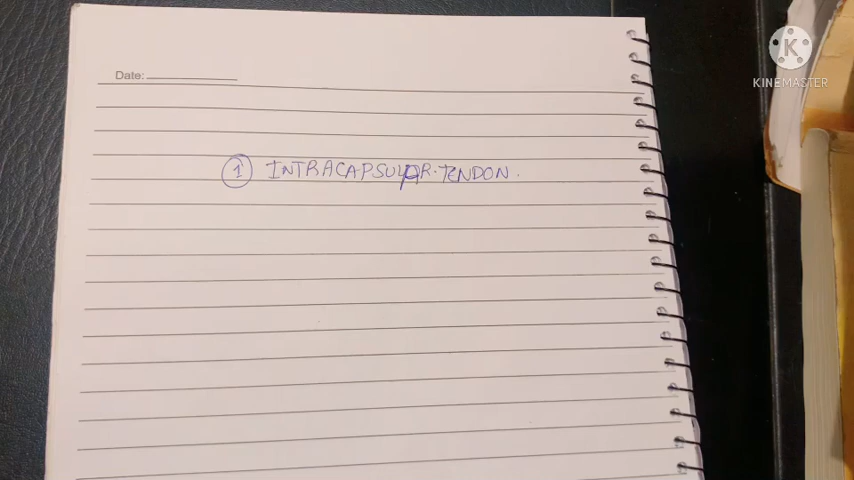 Date:
① INTRACAPSULAR. TENDON.
K
KINEMASTER